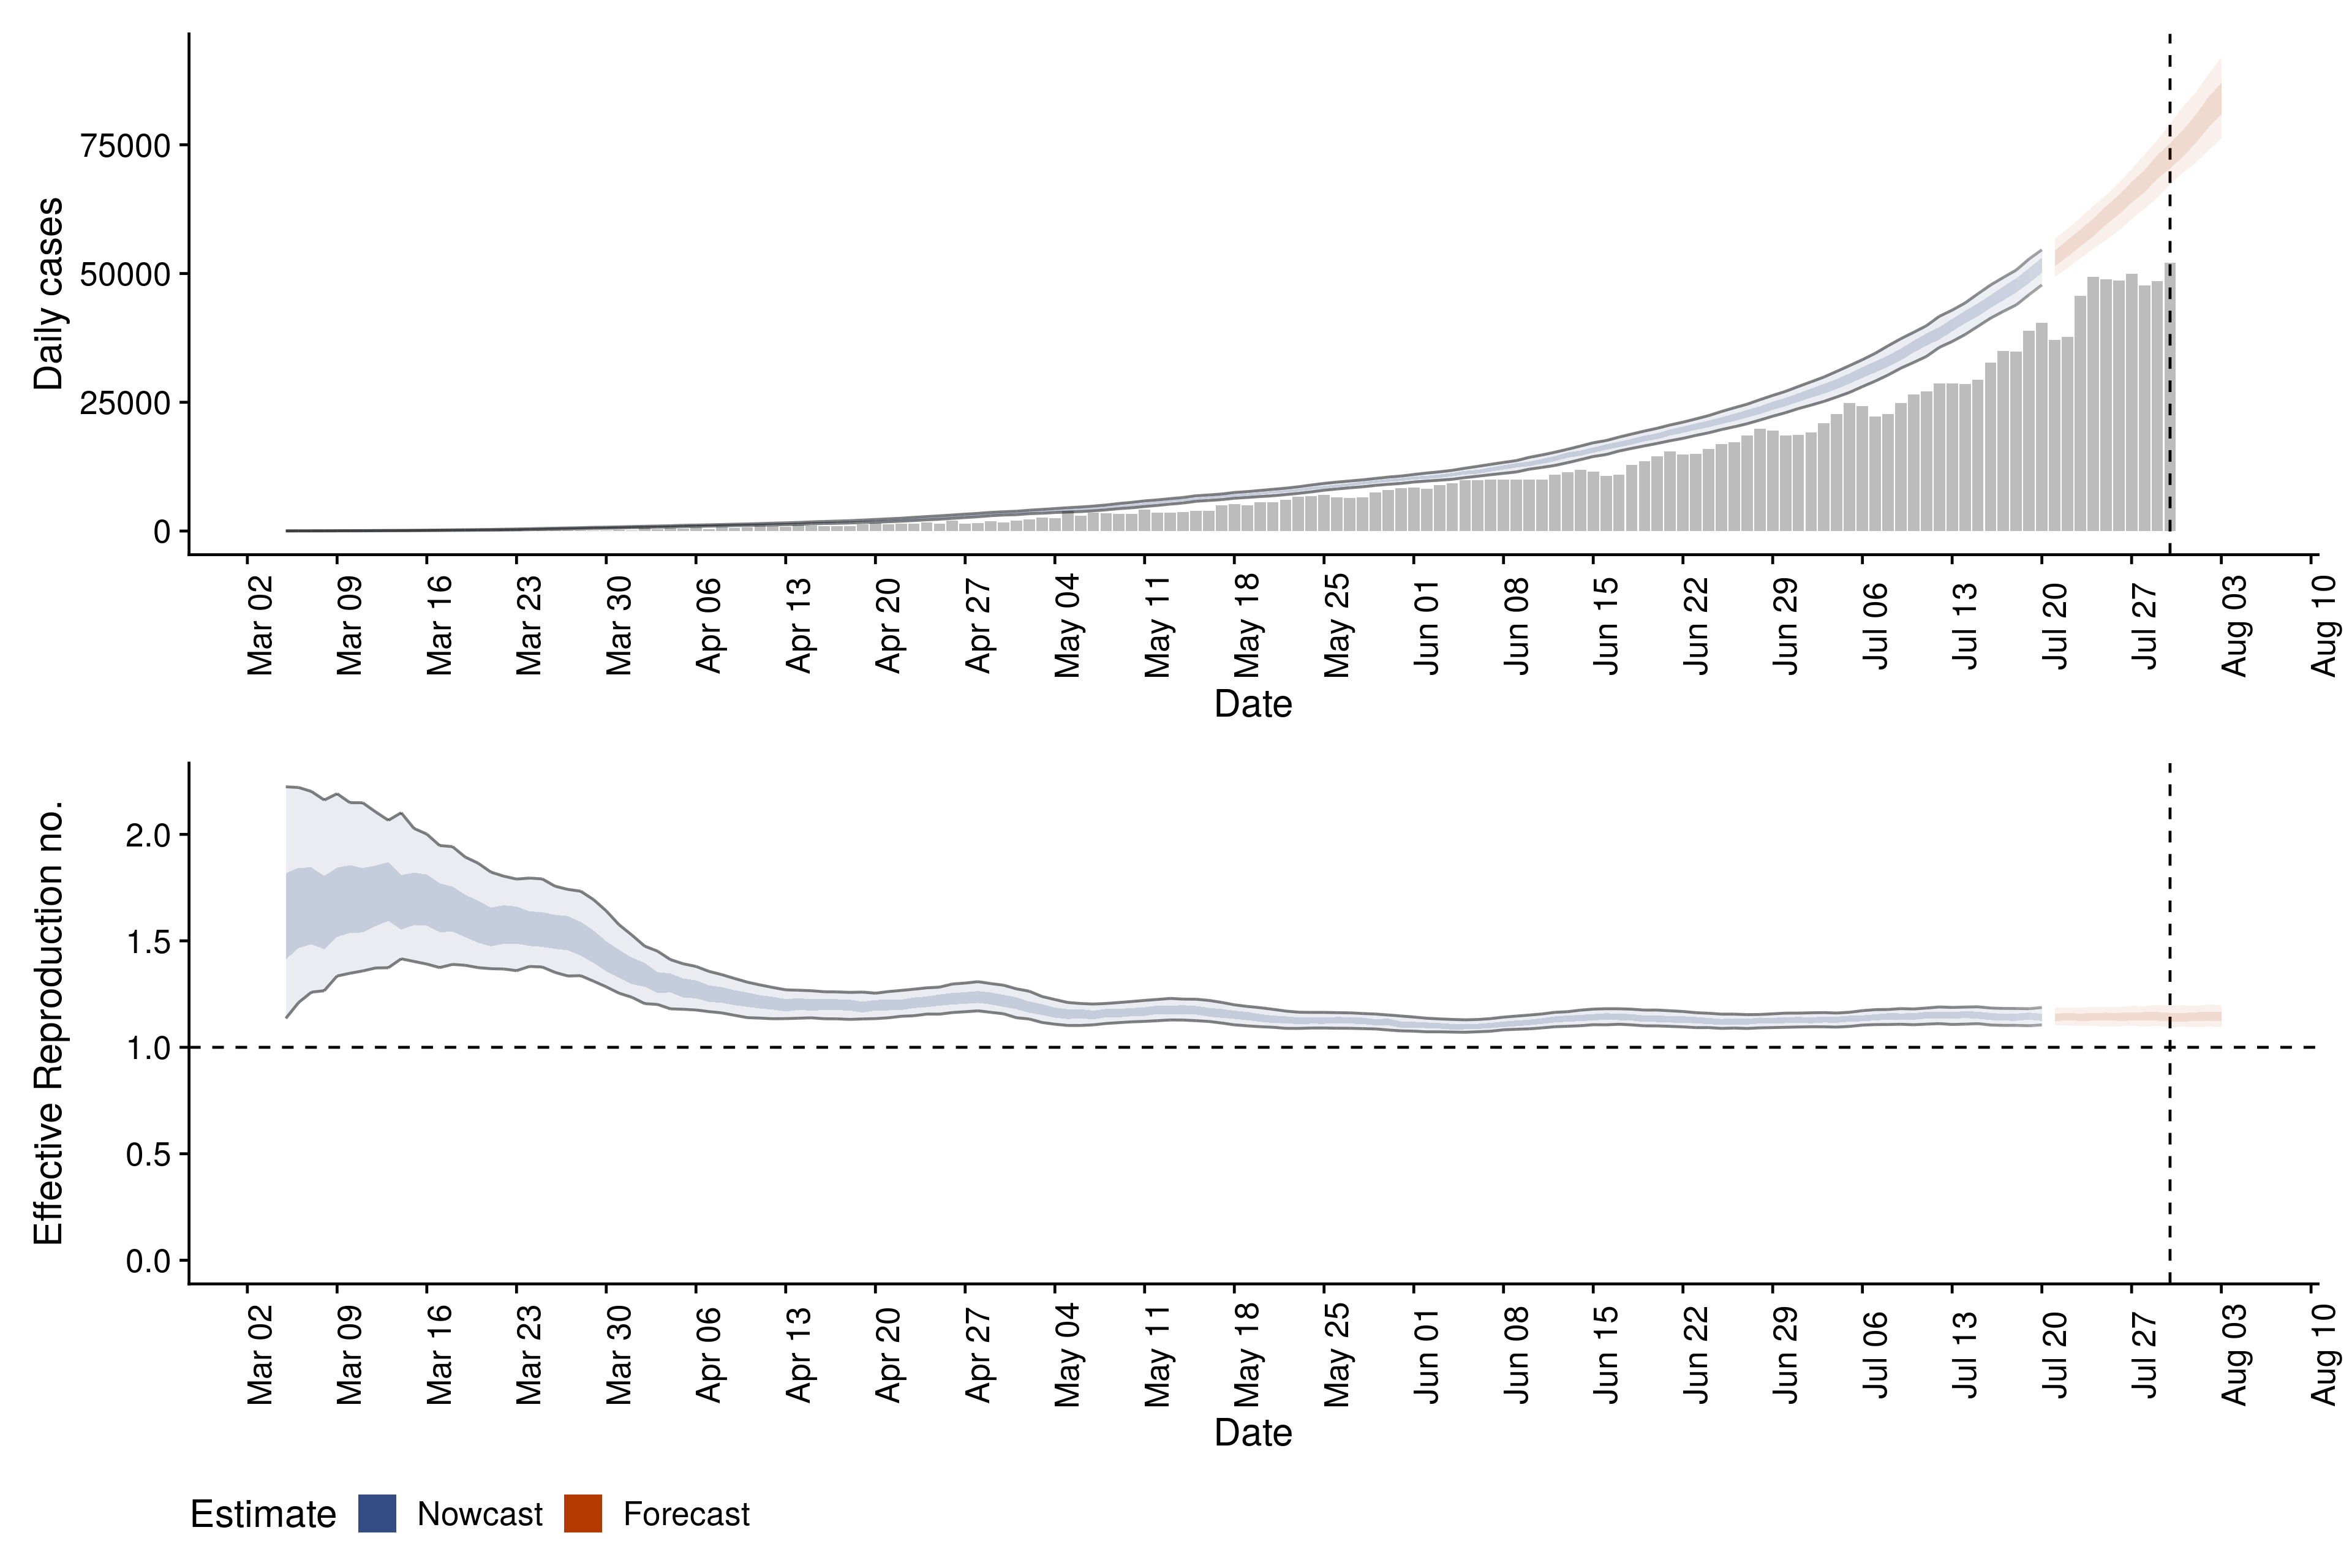 Daily cases
75000
50000
25000
0
Mar 02 Mar 09 Mar 16 Mar 23 Mar 30 Apr 06 Apr 13 Apr 20 Apr 27 May 04 May 11 May 18 May 25 Jun 01 Jun 08 Jun 15 Jun 22 Jun 29 Jul 06 Jul 13 Jul 20 Jul 27 Aug 03 Aug 10
Date
Effective Reproduction no.
2.0
1.5
1.0
0.5
0.0
Mar 02 Mar 09 Mar 16 Mar 23 Mar 30 Apr 06 Apr 13 Apr 20 Apr 27 May 04 May 11 May 18 May 25 Jun 01 Jun 08 Jun 15 Jun 22 Jun 29 Jul 06 Jul 13 Jul 20 Jul 27 Aug 03 Aug 10
Date
Estimate Nowcast Forecast